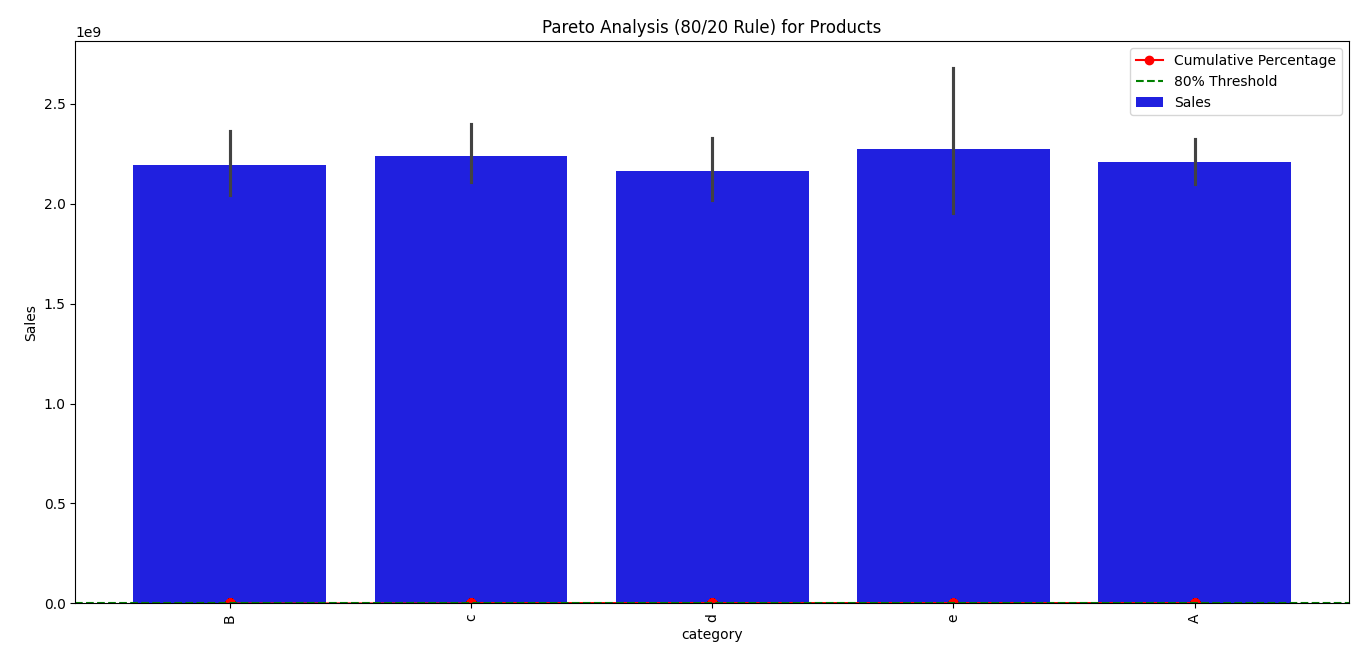 Pareto Analysis (80/20 Rule) for Products
1e9
Cumulative Percentage
80% Threshold
Sales
2.5
2.0
1.5
1.0
0.5
0.0
Sales
B
c
d
e
A
category